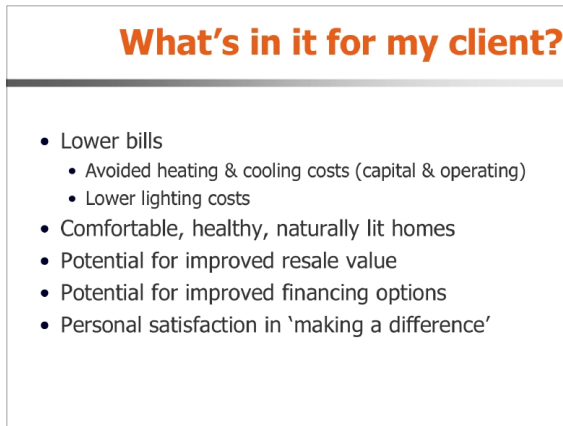 What's in it for my client?
• Lower bills
• Avoided heating & cooling costs (capital & operating)
• Lower lighting costs
• Comfortable, healthy, naturally lit homes
• Potential for improved resale value
• Potential for improved financing options
• Personal satisfaction in ‘making a difference’